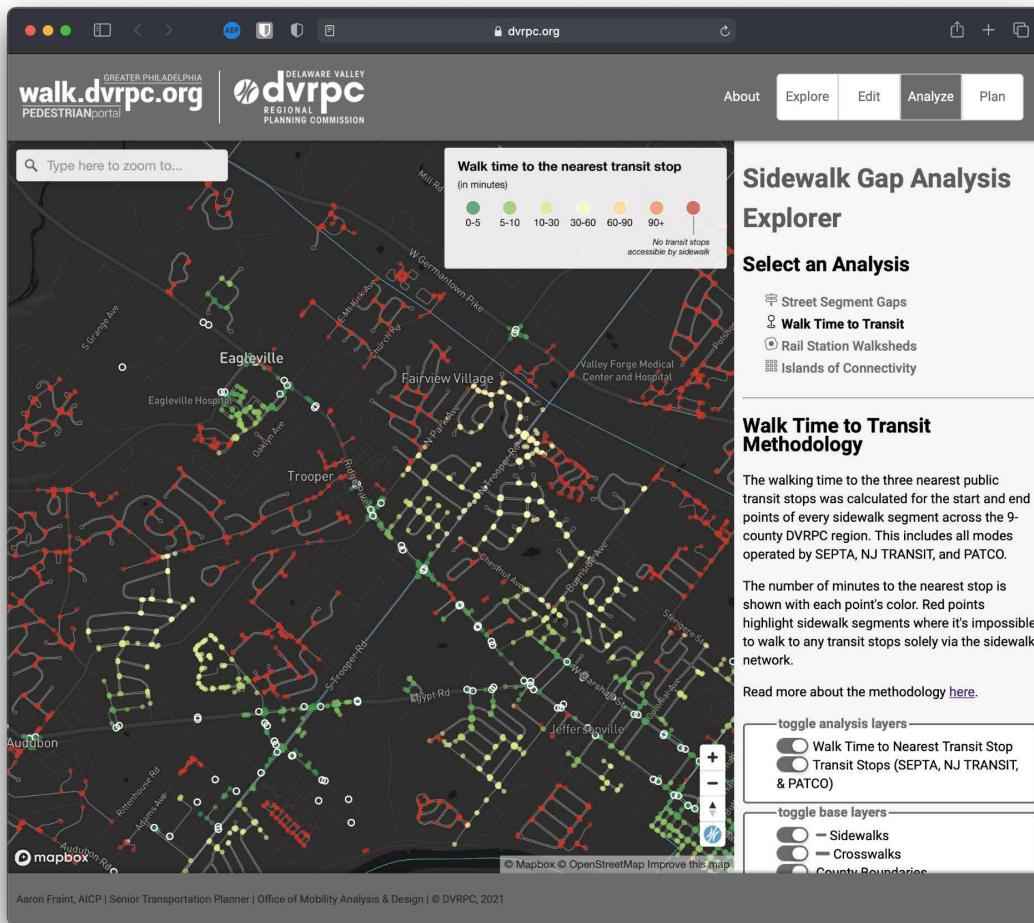 ABP
dvrpc.org
GREATER PHILADELPHIA
walk.dvrpc.org
PEDESTRIANportal
DELAWARE VALLEY
dvrpc
REGIONAL
PLANNING COMMISSION
About
Explore
Edit
Analyze
Plan
Type here to zoom to...
Walk time to the nearest transit stop
(in minutes)
0-5
5-10
10-30
30-60
60-90
90+
No transit stops
accessible by sidewalk
Mill Rd
W Germantown Pike
E Mt Kirk Ave
Church Rd
S Grange Ave
Eagleville
Fairview Village
Valley Forge Medical
Center and Hospital
Eagleville Hospital
Oaklyn Ave
N Park Ave
Trooper
Ridge Pike
N Trooper Rd
Chestnut Ave
Burnside Ave
Sterigere St
S Trooper Rd
W Marshall St
Colonial Ave
Egypt Rd
Jeffersonville
Audubon
Rittenhouse Rd
Adams Ave
Audubon Rd
mapbox
© Mapbox © OpenStreetMap Improve this map
Sidewalk Gap Analysis
Explorer
Select an Analysis
Street Segment Gaps
Walk Time to Transit
Rail Station Walksheds
Islands of Connectivity
Walk Time to Transit
Methodology
The walking time to the three nearest public
transit stops was calculated for the start and end
points of every sidewalk segment across the 9-
county DVRPC region. This includes all modes
operated by SEPTA, NJ TRANSIT, and PATCO.
The number of minutes to the nearest stop is
shown with each point's color. Red points
highlight sidewalk segments where it's impossible
to walk to any transit stops solely via the sidewalk
network.
Read more about the methodology here.
toggle analysis layers
Walk Time to Nearest Transit Stop
Transit Stops (SEPTA, NJ TRANSIT,
& PATCO)
toggle base layers
Sidewalks
Crosswalks
County Boundaries
Aaron Fraint, AICP | Senior Transportation Planner | Office of Mobility Analysis & Design | © DVRPC, 2021